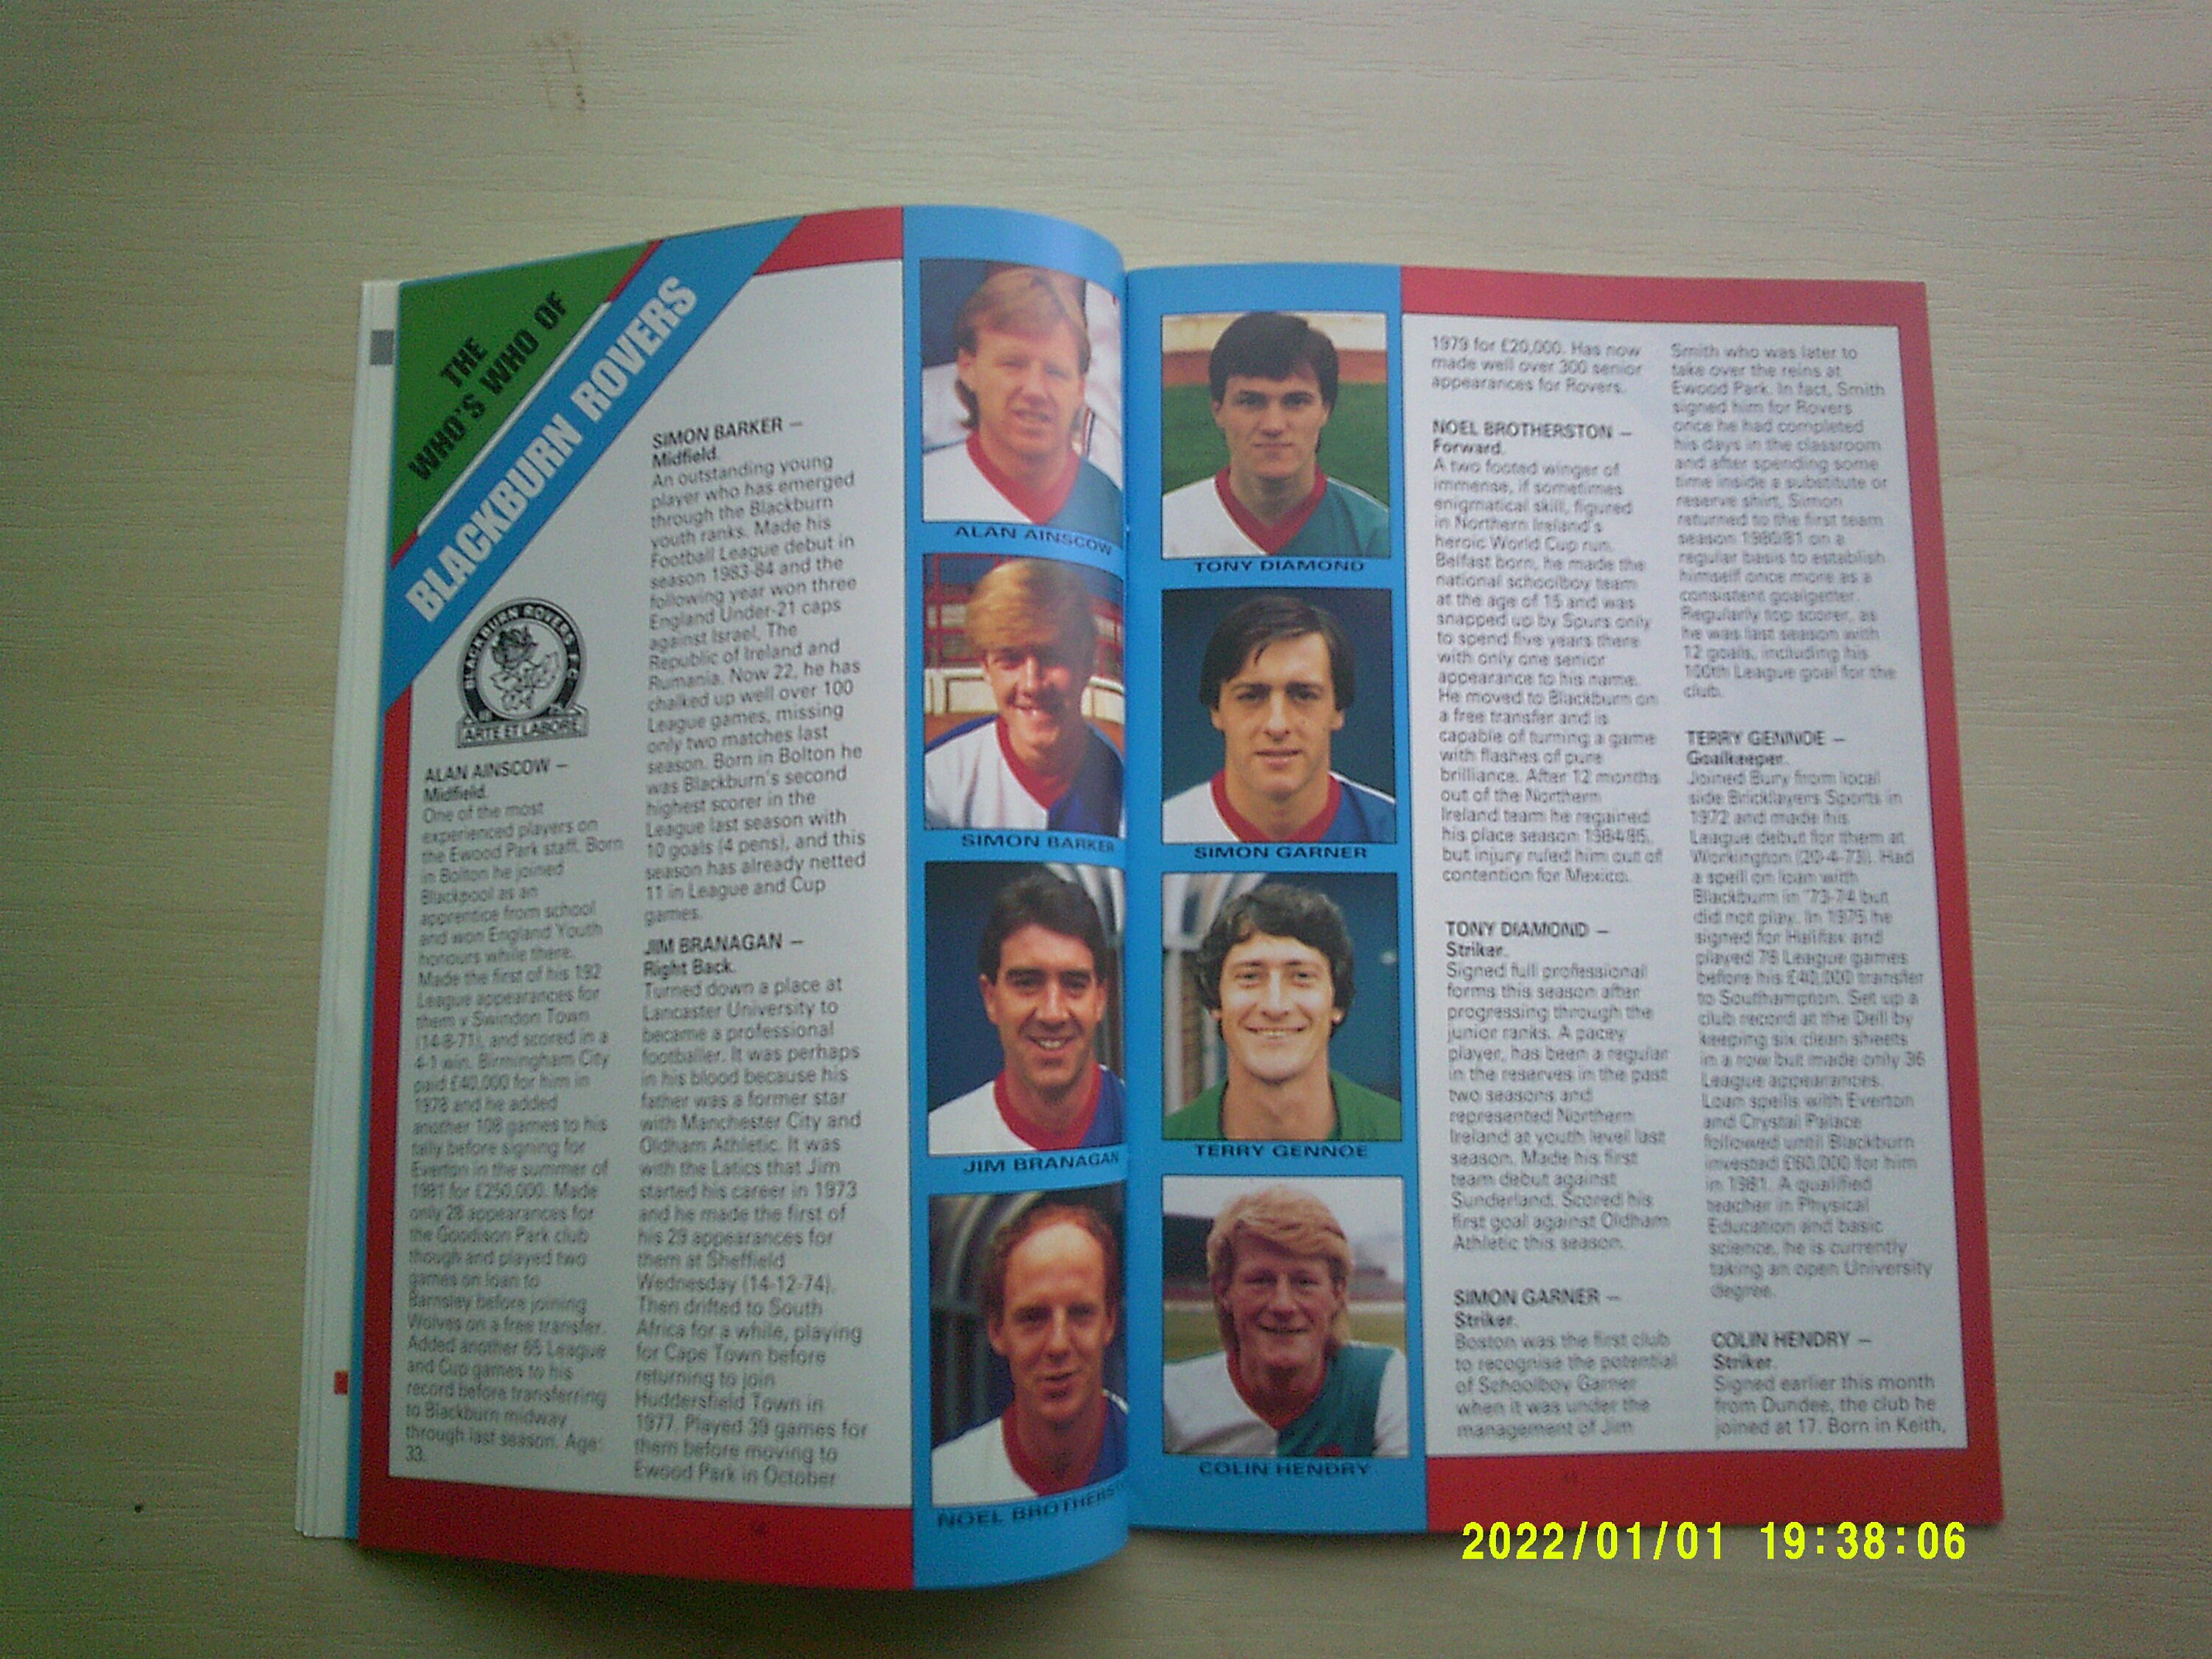 THE
WHO'S WHO OF
BLACKBURN ROVERS
BLACKBURN ROVERS F.C.
ARTE ET LABORE
ALAN AINSCOW –
Midfield.
One of the most
experienced players on
the Ewood Park staff. Born
in Bolton he joined
Blackpool as an
apprentice from school
and won England Youth
honours while there.
Made the first of his 192
League appearances for
them v Swindon Town
(14-8-71), and scored in a
4-1 win. Birmingham City
paid £40,000 for him in
1978 and he added
another 108 games to his
tally before signing for
Everton in the summer of
1981 for £250,000. Made
only 28 appearances for
the Goodison Park club
though and played two
games on loan to
Barnsley before joining
Wolves on a free transfer.
Added another 65 League
and Cup games to his
record before transferring
to Blackburn midway
through last season. Age:
33.
SIMON BARKER –
Midfield.
An outstanding young
player who has emerged
through the Blackburn
youth ranks. Made his
Football League debut in
season 1983-84 and the
following year won three
England Under-21 caps
against Israel, The
Republic of Ireland and
Rumania. Now 22, he has
chalked up well over 100
League games, missing
only two matches last
season. Born in Bolton he
was Blackburn's second
highest scorer in the
League last season with
10 goals (4 pens), and this
season has already netted
11 in League and Cup
games.
JIM BRANAGAN –
Right Back.
Turned down a place at
Lancaster University to
became a professional
footballer. It was perhaps
in his blood because his
father was a former star
with Manchester City and
Oldham Athletic. It was
with the Latics that Jim
started his career in 1973
and he made the first of
his 29 appearances for
them at Sheffield
Wednesday (14-12-74).
Then drifted to South
Africa for a while, playing
for Cape Town before
returning to join
Huddersfield Town in
1977. Played 39 games for
them before moving to
Ewood Park in October
ALAN AINSCOW
SIMON BARKER
JIM BRANAGAN
NOEL BROTHERS
TONY DIAMOND
SIMON GARNER
TERRY GENNOE
COLIN HENDRY
1979 for £20,000. Has now
made well over 300 senior
appearances for Rovers.
NOEL BROTHERSTON –
Forward.
A two footed winger of
immense, if sometimes
enigmatical skill, figured
in Northern Ireland's
heroic World Cup run.
Belfast born, he made the
national schoolboy team
at the age of 15 and was
snapped up by Spurs only
to spend five years there
with only one senior
appearance to his name.
He moved to Blackburn on
a free transfer and is
capable of turning a game
with flashes of pure
brilliance. After 12 months
out of the Northern
Ireland team he regained
his place season 1984/85,
but injury ruled him out of
contention for Mexico.
TONY DIAMOND –
Striker.
Signed full professional
forms this season after
progressing through the
junior ranks. A pacey
player, has been a regular
in the reserves in the past
two seasons and
represented Northern
Ireland at youth level last
season. Made his first
team debut against
Sunderland. Scored his
first goal against Oldham
Athletic this season.
SIMON GARNER –
Striker.
Boston was the first club
to recognise the potential
of Schoolboy Garner
when it was under the
management of Jim
Smith who was later to
take over the reins at
Ewood Park. In fact, Smith
signed him for Rovers
once he had completed
his days in the classroom
and after spending some
time inside a substitute or
reserve shirt, Simon
returned to the first team
season 1980/81 on a
regular basis to establish
himself once more as a
consistent goalgetter.
Regularly top scorer, as
he was last season with
12 goals, including his
100th League goal for the
club.
TERRY GENNOE –
Goalkeeper.
Joined Bury from local
side Bricklayers Sports in
1972 and made his
League debut for them at
Workington (20-4-73). Had
a spell on loan with
Blackburn in '73-74 but
did not play. In 1975 he
signed for Halifax and
played 78 League games
before his £40,000 transfer
to Southampton. Set up a
club record at the Dell by
keeping six clean sheets
in a row but made only 36
League appearances.
Loan spells with Everton
and Crystal Palace
followed until Blackburn
invested £60,000 for him
in 1981. A qualified
teacher in Physical
Education and basic
science, he is currently
taking an open University
degree.
COLIN HENDRY –
Striker.
Signed earlier this month
from Dundee, the club he
joined at 17. Born in Keith,
2022/01/01 19:38:06